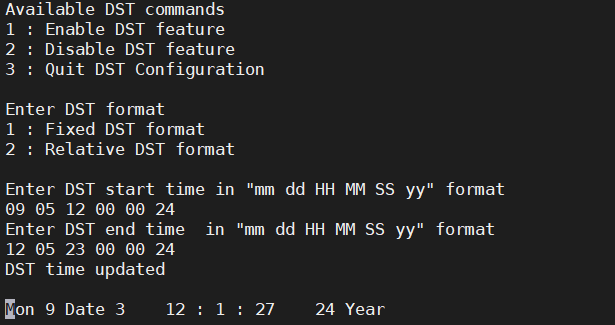 Available DST commands
1 : Enable DST feature
2 : Disable DST feature
3 : Quit DST Configuration
Enter DST format
1 : Fixed DST format
2 : Relative DST format
Enter DST start time in "mm dd HH MM SS yy" format
09 05 12 00 00 24
Enter DST end time  in "mm dd HH MM SS yy" format
12 05 23 00 00 24
DST time updated
Mon 9 Date 3    12 : 1 : 27    24 Year